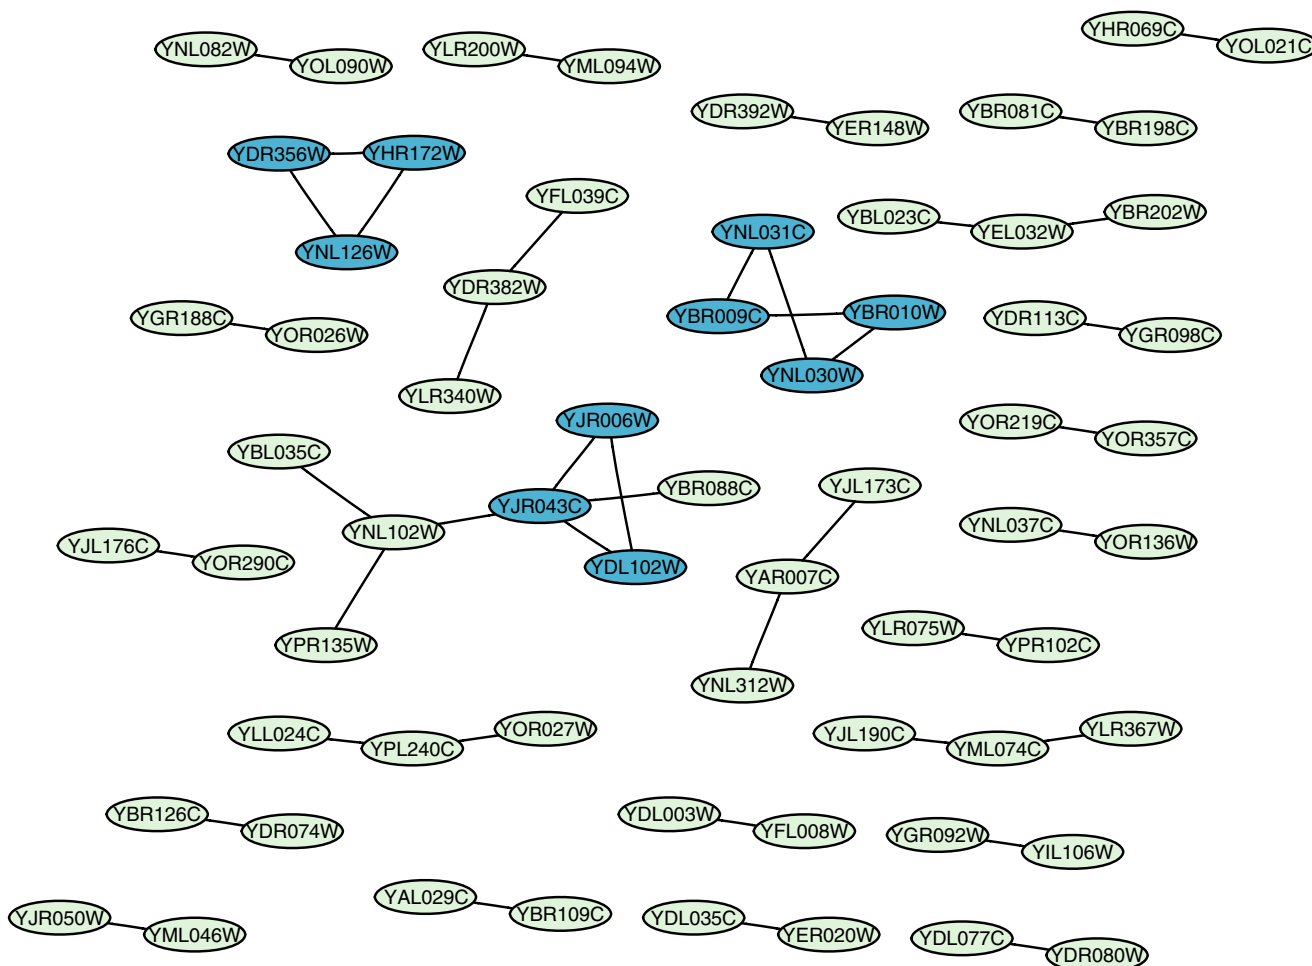 YHR069C
YOL021C
YNL082W
YOL090W
YLR200W
YML094W
YDR392W
YER148W
YBR081C
YBR198C
YDR356W
YHR172W
YNL126W
YFL039C
YDR382W
YLR340W
YNL031C
YBR009C
YBR010W
YNL030W
YBL023C
YEL032W
YBR202W
YGR188C
YOR026W
YDR113C
YGR098C
YOR219C
YOR357C
YJR006W
YBR088C
YJR043C
YDL102W
YBL035C
YNL102W
YPR135W
YJL176C
YOR290C
YJL173C
YAR007C
YNL312W
YNL037C
YOR136W
YLR075W
YPR102C
YLL024C
YPL240C
YOR027W
YJL190C
YML074C
YLR367W
YBR126C
YDR074W
YDL003W
YFL008W
YGR092W
YIL106W
YJR050W
YML046W
YAL029C
YBR109C
YDL035C
YER020W
YDL077C
YDR080W